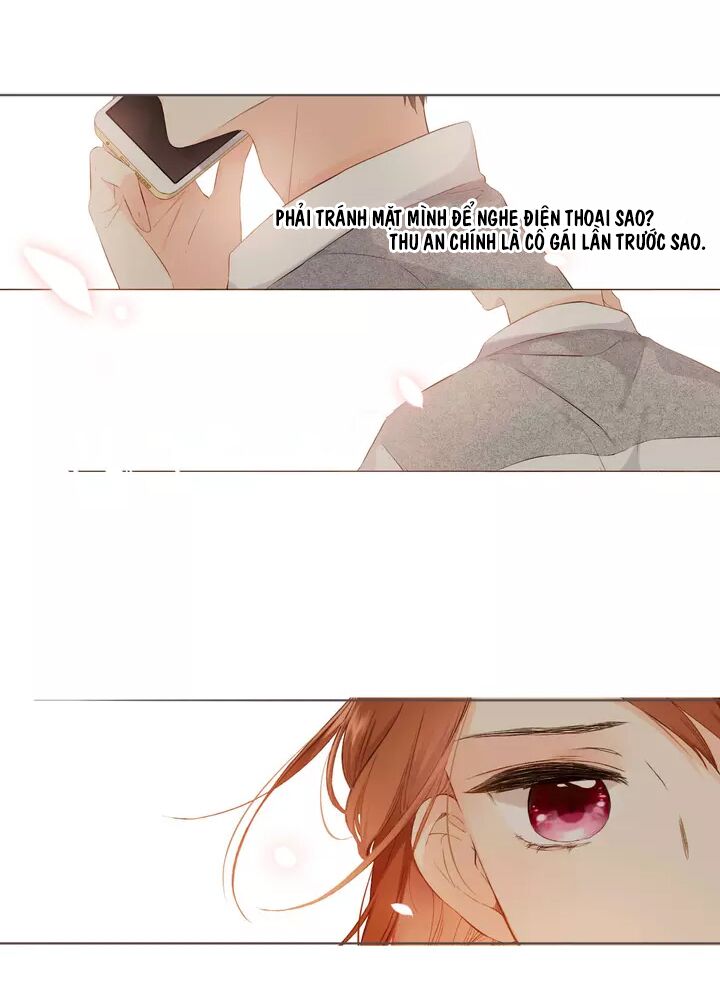 PHẢI TRÁNH MẶT MÌNH ĐỂ NGHE ĐIỆN THOẠI SAO?
THU AN CHÍNH LÀ CÔ GÁI LẦN TRƯỚC SAO.